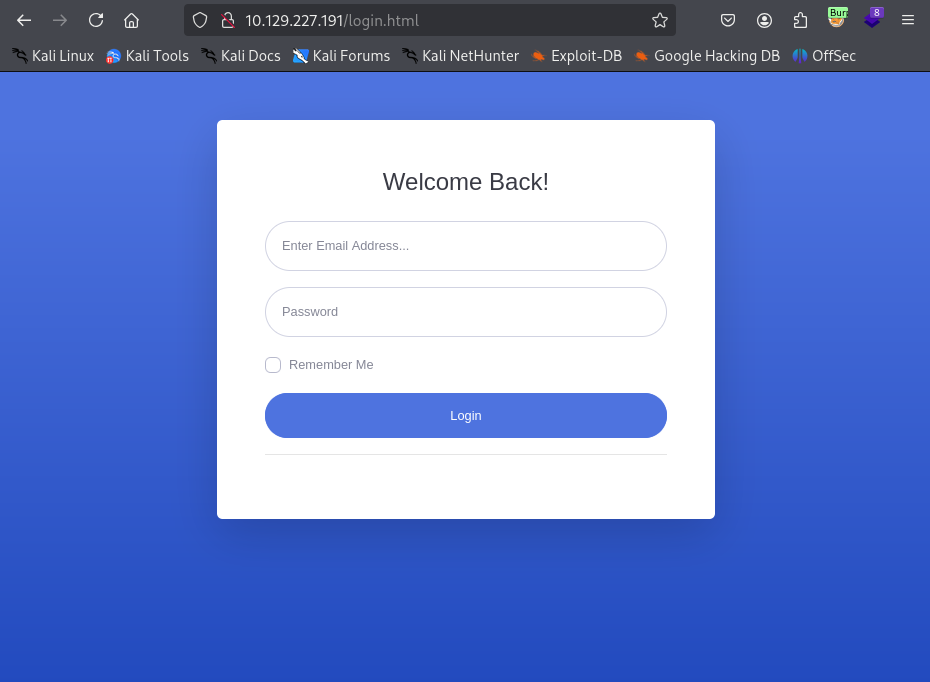 10.129.227.191/login.html
8
Kali Linux Kali Tools Kali Docs Kali Forums Kali NetHunter Exploit-DB Google Hacking DB OffSec
Welcome Back!
Enter Email Address...
Password
Remember Me
Login